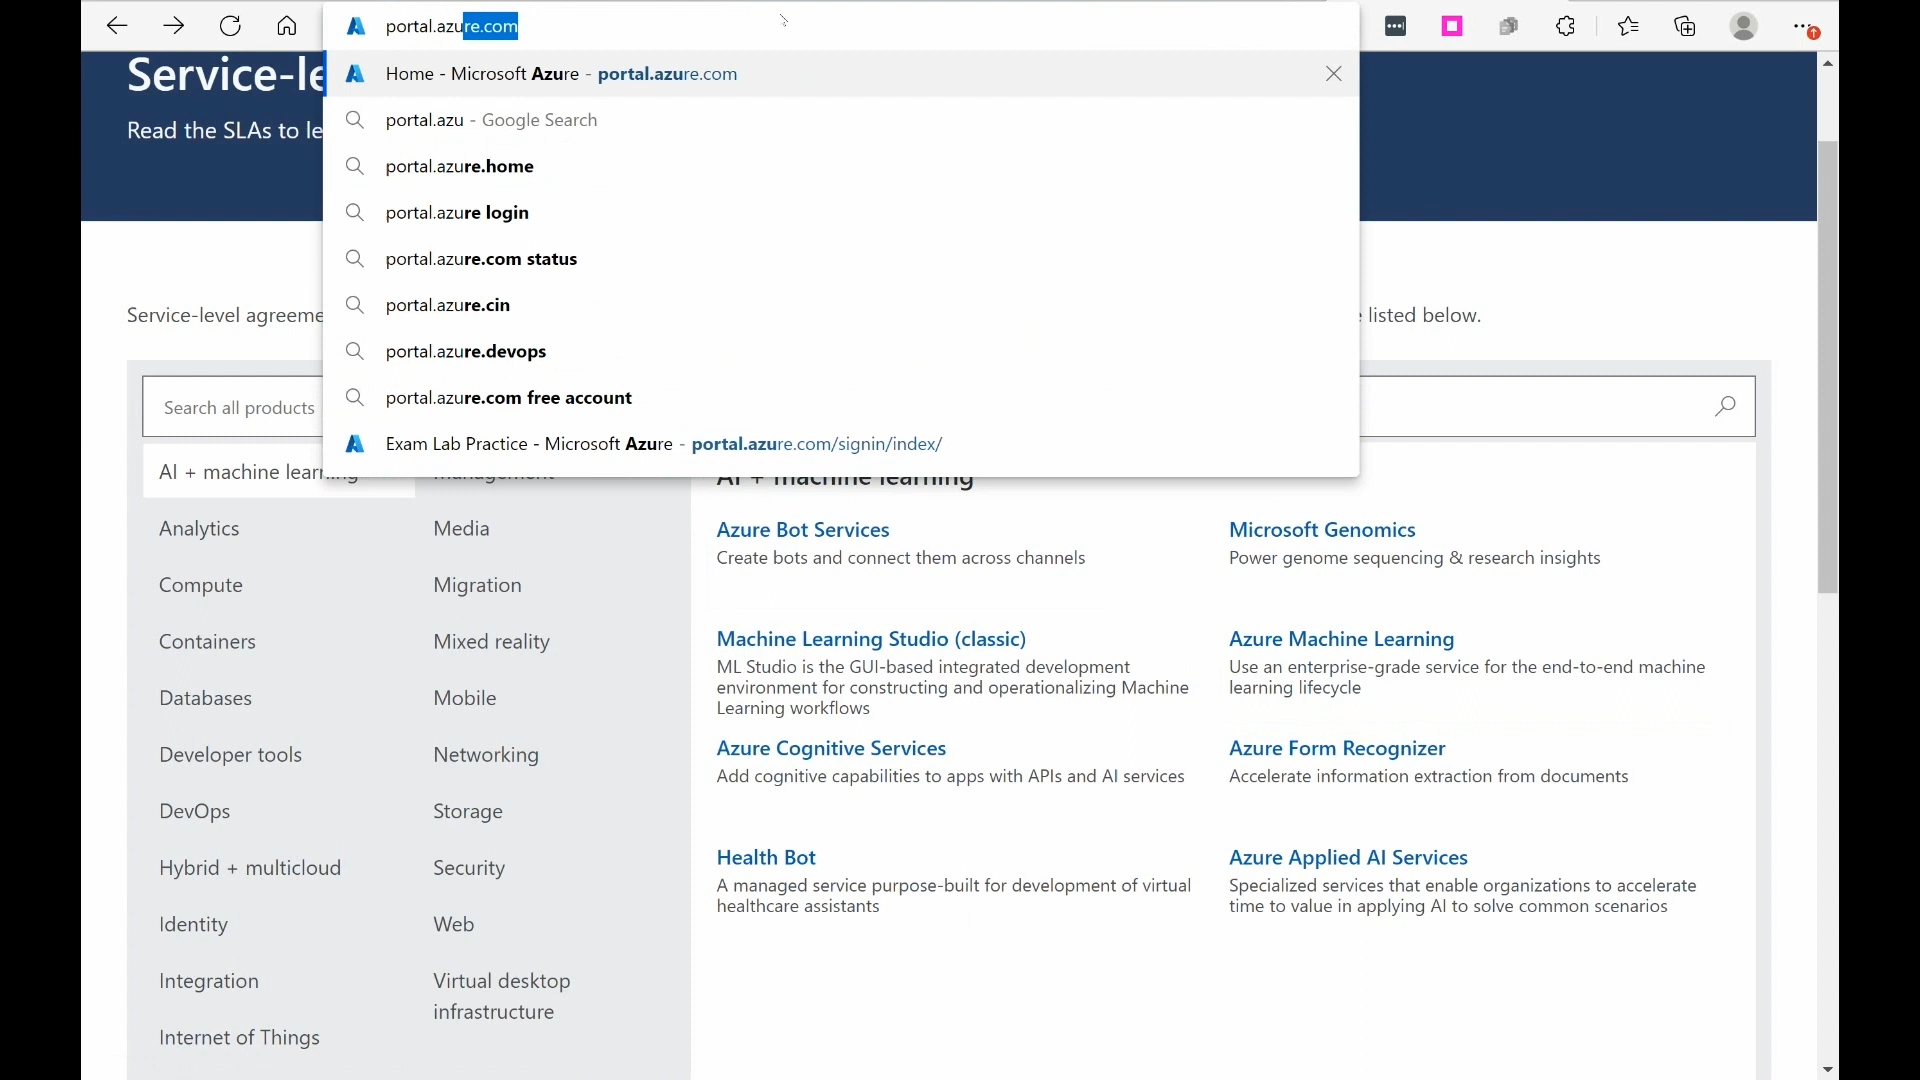 portal.azure.com
Home - Microsoft Azure - portal.azure.com
portal.azu - Google Search
portal.azure.home
portal.azure login
portal.azure.com status
portal.azure.cin
portal.azure.devops
portal.azure.com free account
Exam Lab Practice - Microsoft Azure - portal.azure.com/signin/index/
Service-le
Read the SLAs to le
Service-level agreeme
listed below.
Search all products
AI + machine learning
Analytics
Compute
Containers
Databases
Developer tools
DevOps
Hybrid + multicloud
Identity
Integration
Internet of Things
Management
Media
Migration
Mixed reality
Mobile
Networking
Storage
Security
Web
Virtual desktop
infrastructure
AI + machine learning
Azure Bot Services
Create bots and connect them across channels
Microsoft Genomics
Power genome sequencing & research insights
Machine Learning Studio (classic)
ML Studio is the GUI-based integrated development
environment for constructing and operationalizing Machine
Learning workflows
Azure Machine Learning
Use an enterprise-grade service for the end-to-end machine
learning lifecycle
Azure Cognitive Services
Add cognitive capabilities to apps with APIs and AI services
Azure Form Recognizer
Accelerate information extraction from documents
Health Bot
A managed service purpose-built for development of virtual
healthcare assistants
Azure Applied AI Services
Specialized services that enable organizations to accelerate
time to value in applying AI to solve common scenarios